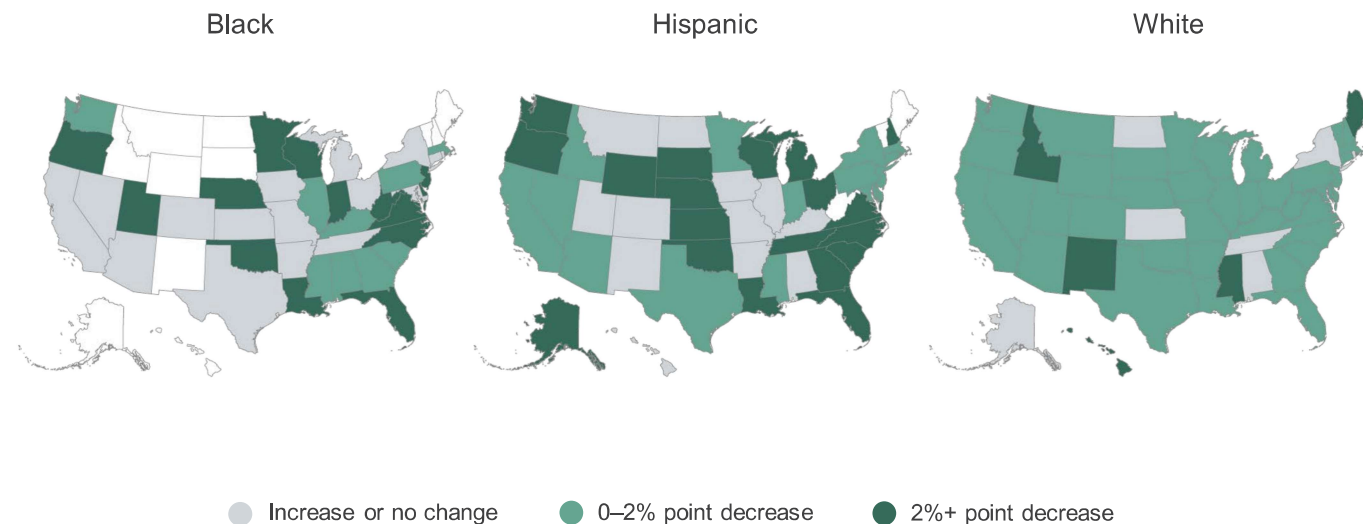 Black
Hispanic
White
Increase or no change
0–2% point decrease
2%+ point decrease